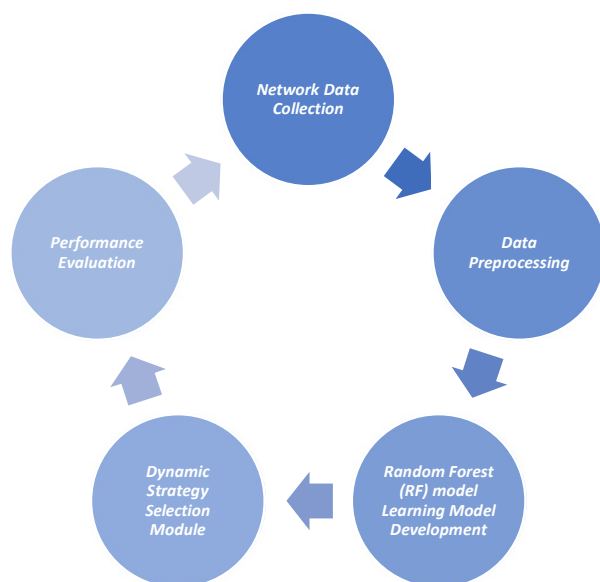 Network Data
Collection
Data
Preprocessing
Random Forest
(RF) model
Learning Model
Development
Dynamic
Strategy
Selection
Module
Performance
Evaluation